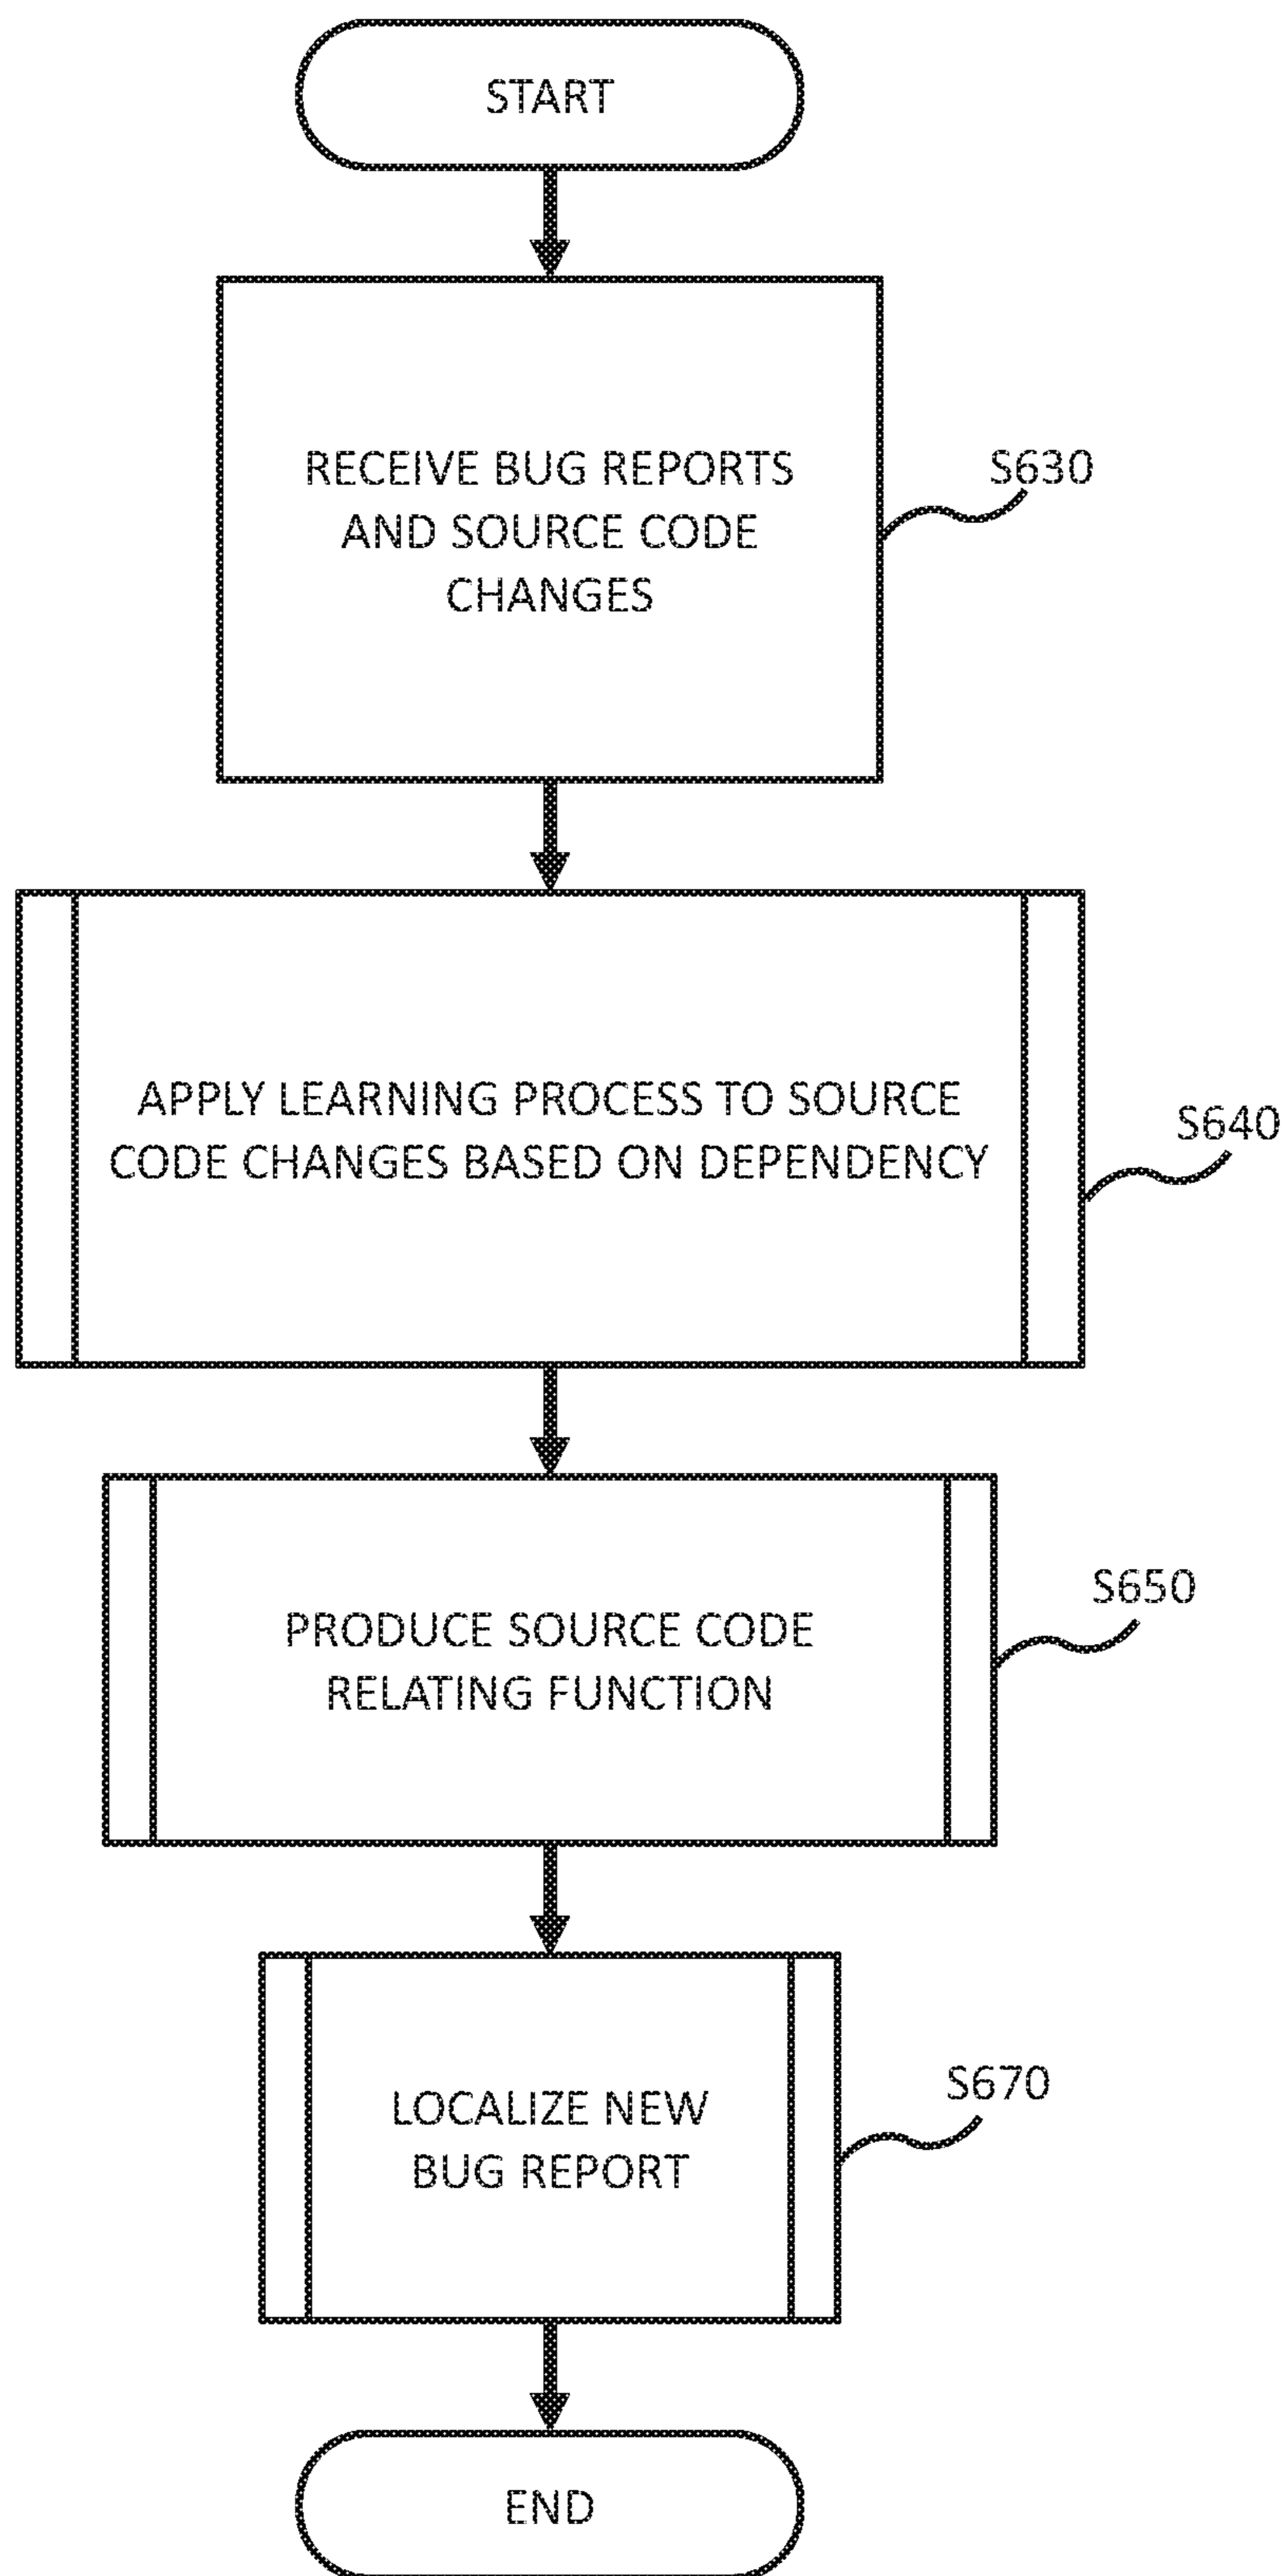 START
RECEIVE BUG REPORTS
AND SOURCE CODE
CHANGES
S630
APPLY LEARNING PROCESS TO SOURCE
CODE CHANGES BASED ON DEPENDENCY
S640
PRODUCE SOURCE CODE
RELATING FUNCTION
S650
LOCALIZE NEW
BUG REPORT
S670
END